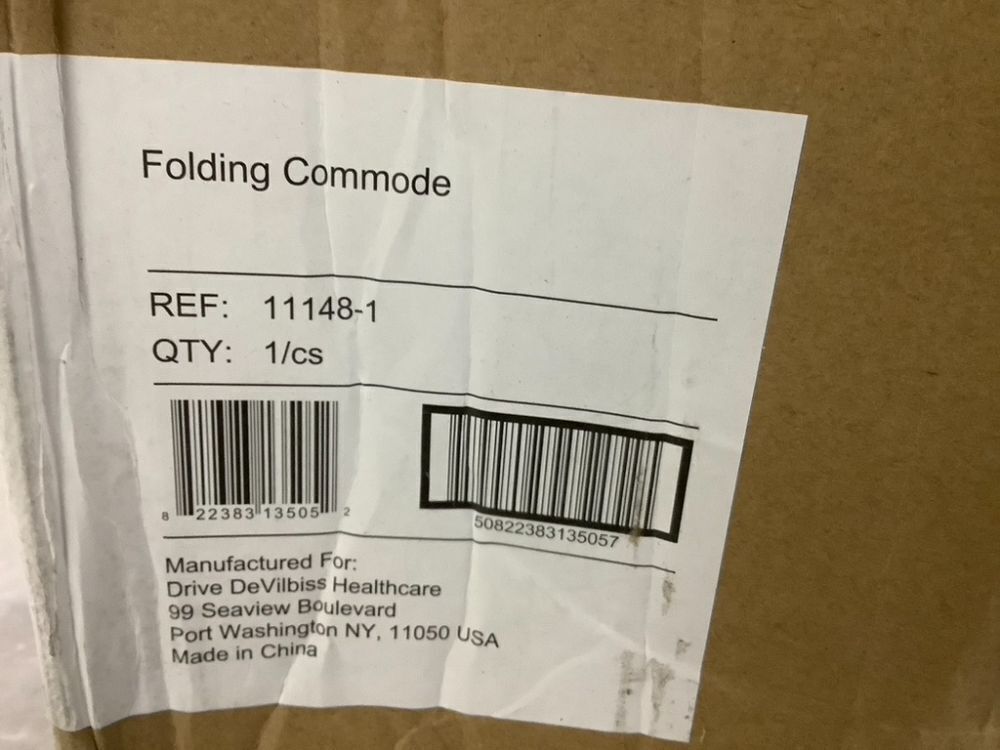 Folding Commode
REF: 11148-1
QTY: 1/cs
8 22383 13505 2
50822383135057
Manufactured For:
Drive DeVilbiss Healthcare
99 Seaview Boulevard
Port Washington NY, 11050 USA
Made in China